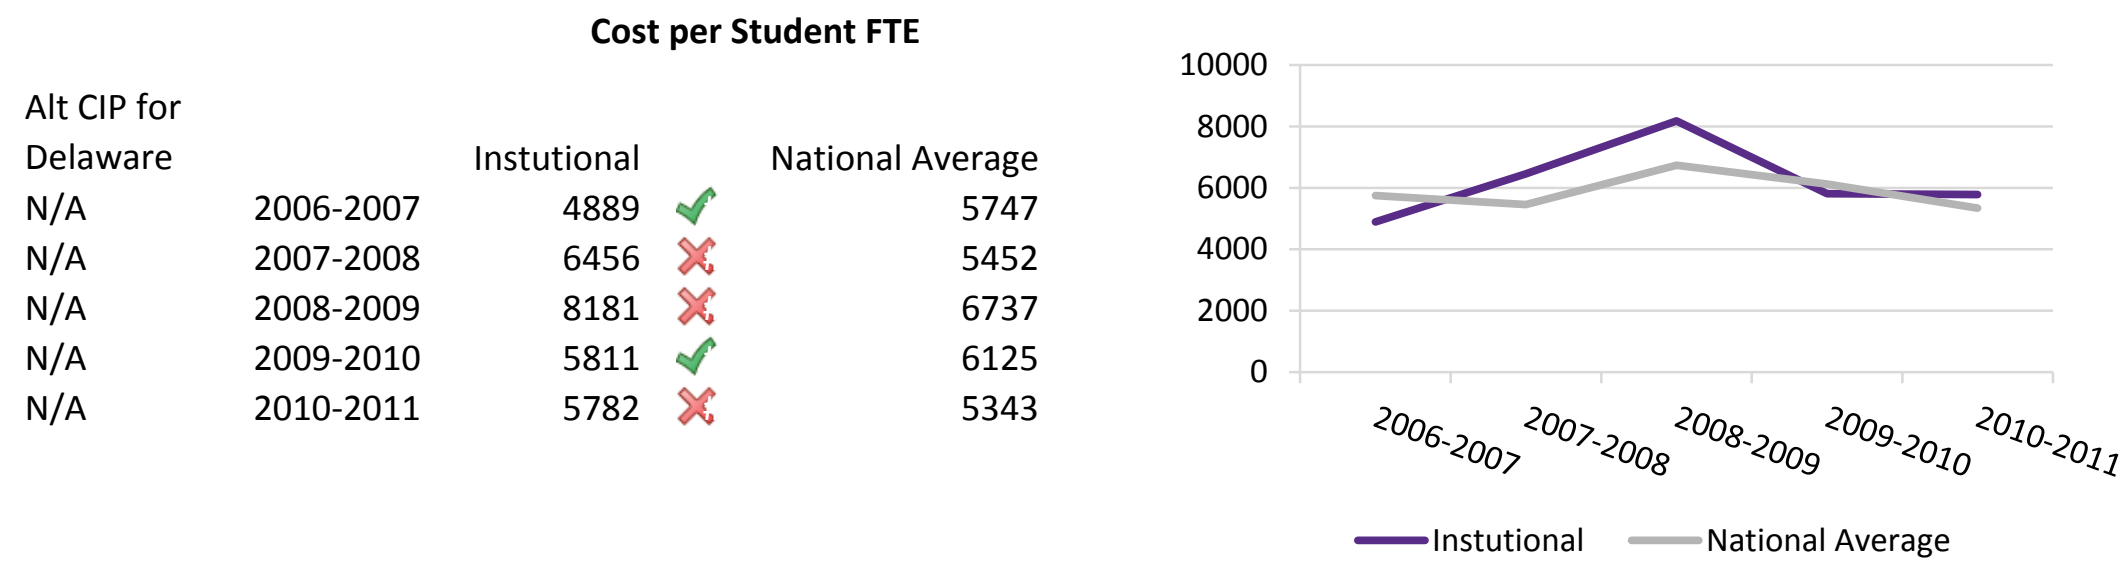 Cost per Student FTE
Alt CIP for
Delaware Instutional National Average
N/A 2006-2007 4889 5747
N/A 2007-2008 6456 5452
N/A 2008-2009 8181 6737
N/A 2009-2010 5811 6125
N/A 2010-2011 5782 5343
10000
8000
6000
4000
2000
0
2006-2007
2007-2008
2008-2009
2009-2010
2010-2011
Instutional National Average